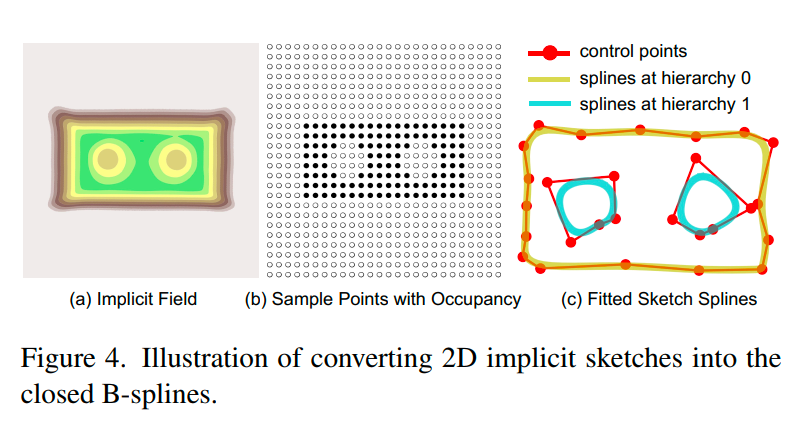 control points
splines at hierarchy 0
splines at hierarchy 1
(a) Implicit Field
(b) Sample Points with Occupancy
(c) Fitted Sketch Splines
Figure 4. Illustration of converting 2D implicit sketches into the
closed B-splines.